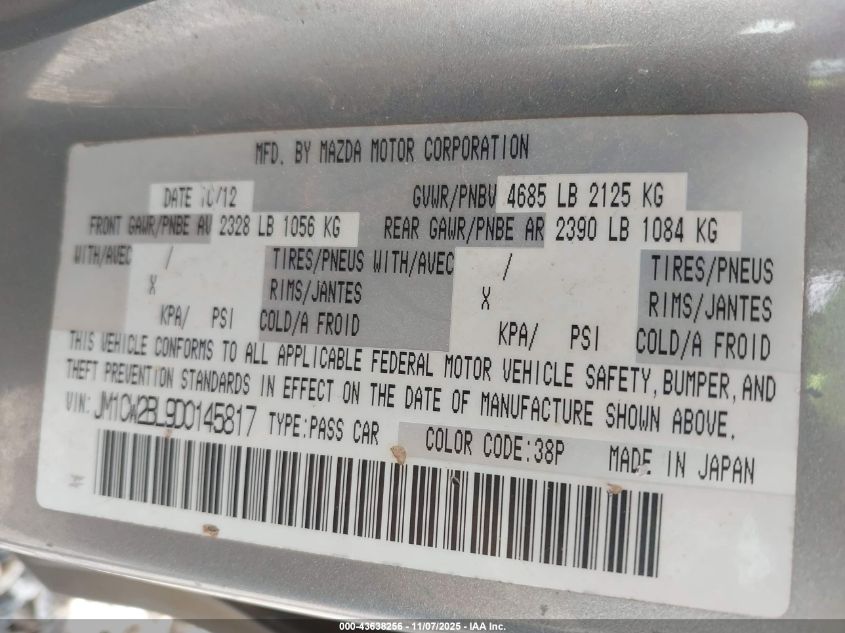 MFD. BY MAZDA MOTOR CORPORATION
DATE 10/12 GVWR/PNBV 4685 LB 2125 KG
FRONT GAWR/PNBE AV 2328 LB 1056 KG REAR GAWR/PNBE AR 2390 LB 1084 KG
WITH/AVEC / TIRES/PNEUS WITH/AVEC / TIRES/PNEUS
X RIMS/JANTES X RIMS/JANTES
KPA/ PSI COLD/A FROID KPA/ PSI COLD/A FROID
THIS VEHICLE CONFORMS TO ALL APPLICABLE FEDERAL MOTOR VEHICLE SAFETY, BUMPER, AND
THEFT PREVENTION STANDARDS IN EFFECT ON THE DATE OF MANUFACTURE SHOWN ABOVE.
VIN: JM1CW2BL9D0145817 TYPE:PASS CAR COLOR CODE:38P MADE IN JAPAN
000-43638256 - 11/07/2025 - IAA Inc.